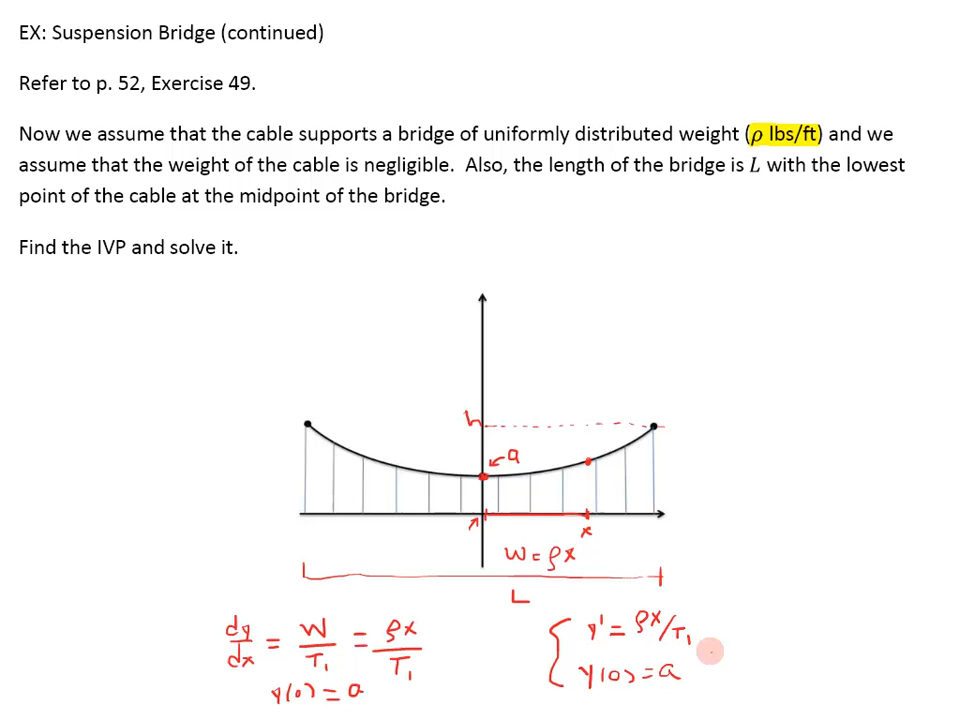 EX: Suspension Bridge (continued)
Refer to p. 52, Exercise 49.
Now we assume that the cable supports a bridge of uniformly distributed weight (ρ lbs/ft) and we
assume that the weight of the cable is negligible.  Also, the length of the bridge is L with the lowest
point of the cable at the midpoint of the bridge.
Find the IVP and solve it.
h
a
x
W = ρx
L
dy/dx = W/T₁ = ρx/T₁
y(0) = a
{ y' = ρx/T₁
y(0) = a